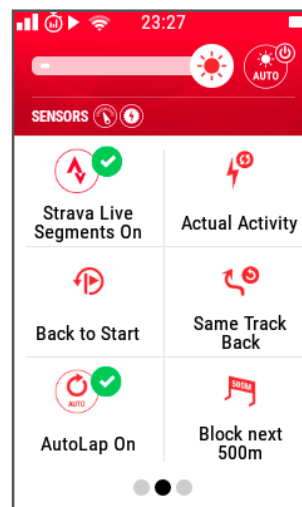 23:27
AUTO
SENSORS
Strava Live
Segments On
Actual Activity
Back to Start
Same Track
Back
AUTO
AutoLap On
500M
Block next
500m